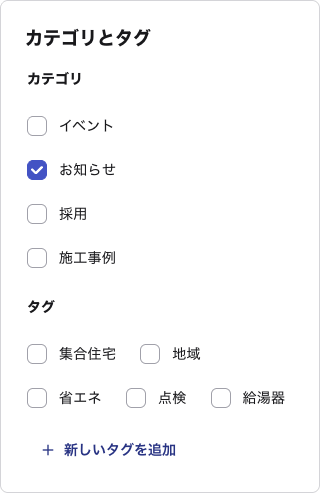 カテゴリとタグ
カテゴリ
イベント
お知らせ
採用
施工事例
タグ
集合住宅 地域
省エネ 点検 給湯器
+ 新しいタグを追加